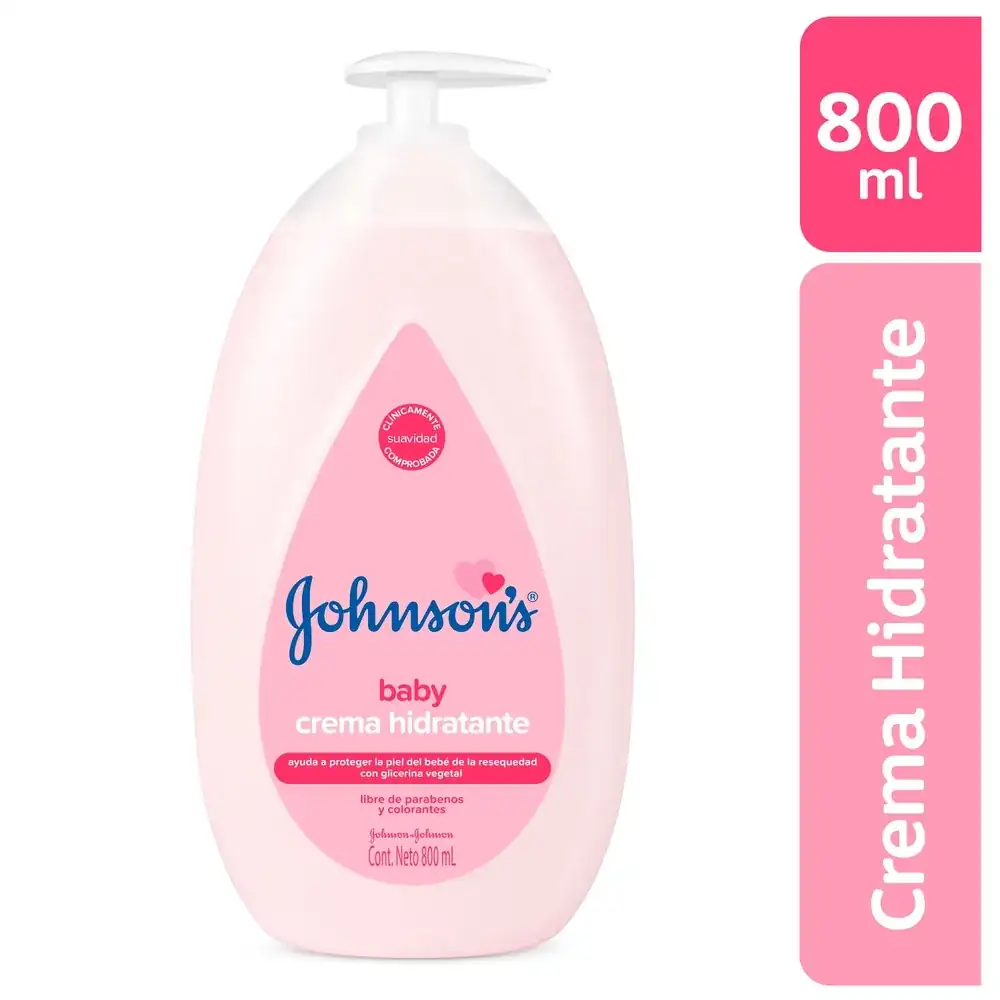 CLÍNICAMENTE
suavidad
COMPROBADA
Johnson's®
baby
crema hidratante
ayuda a proteger la piel del bebé de la resequedad
con glicerina vegetal
libre de parabenos
y colorantes
Johnson & Johnson
Cont. Neto 800 mL
800
ml
Crema Hidratante